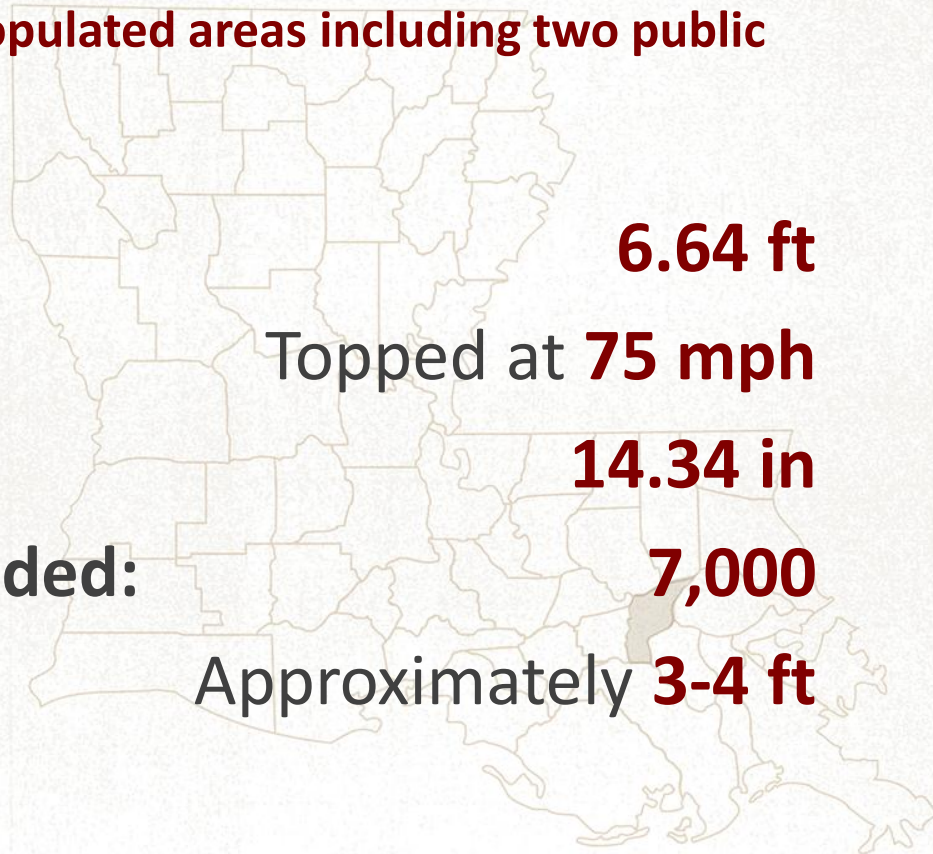 opulated areas including two public
6.64 ft
Topped at 75 mph
14.34 in
ded: 7,000
Approximately 3-4 ft